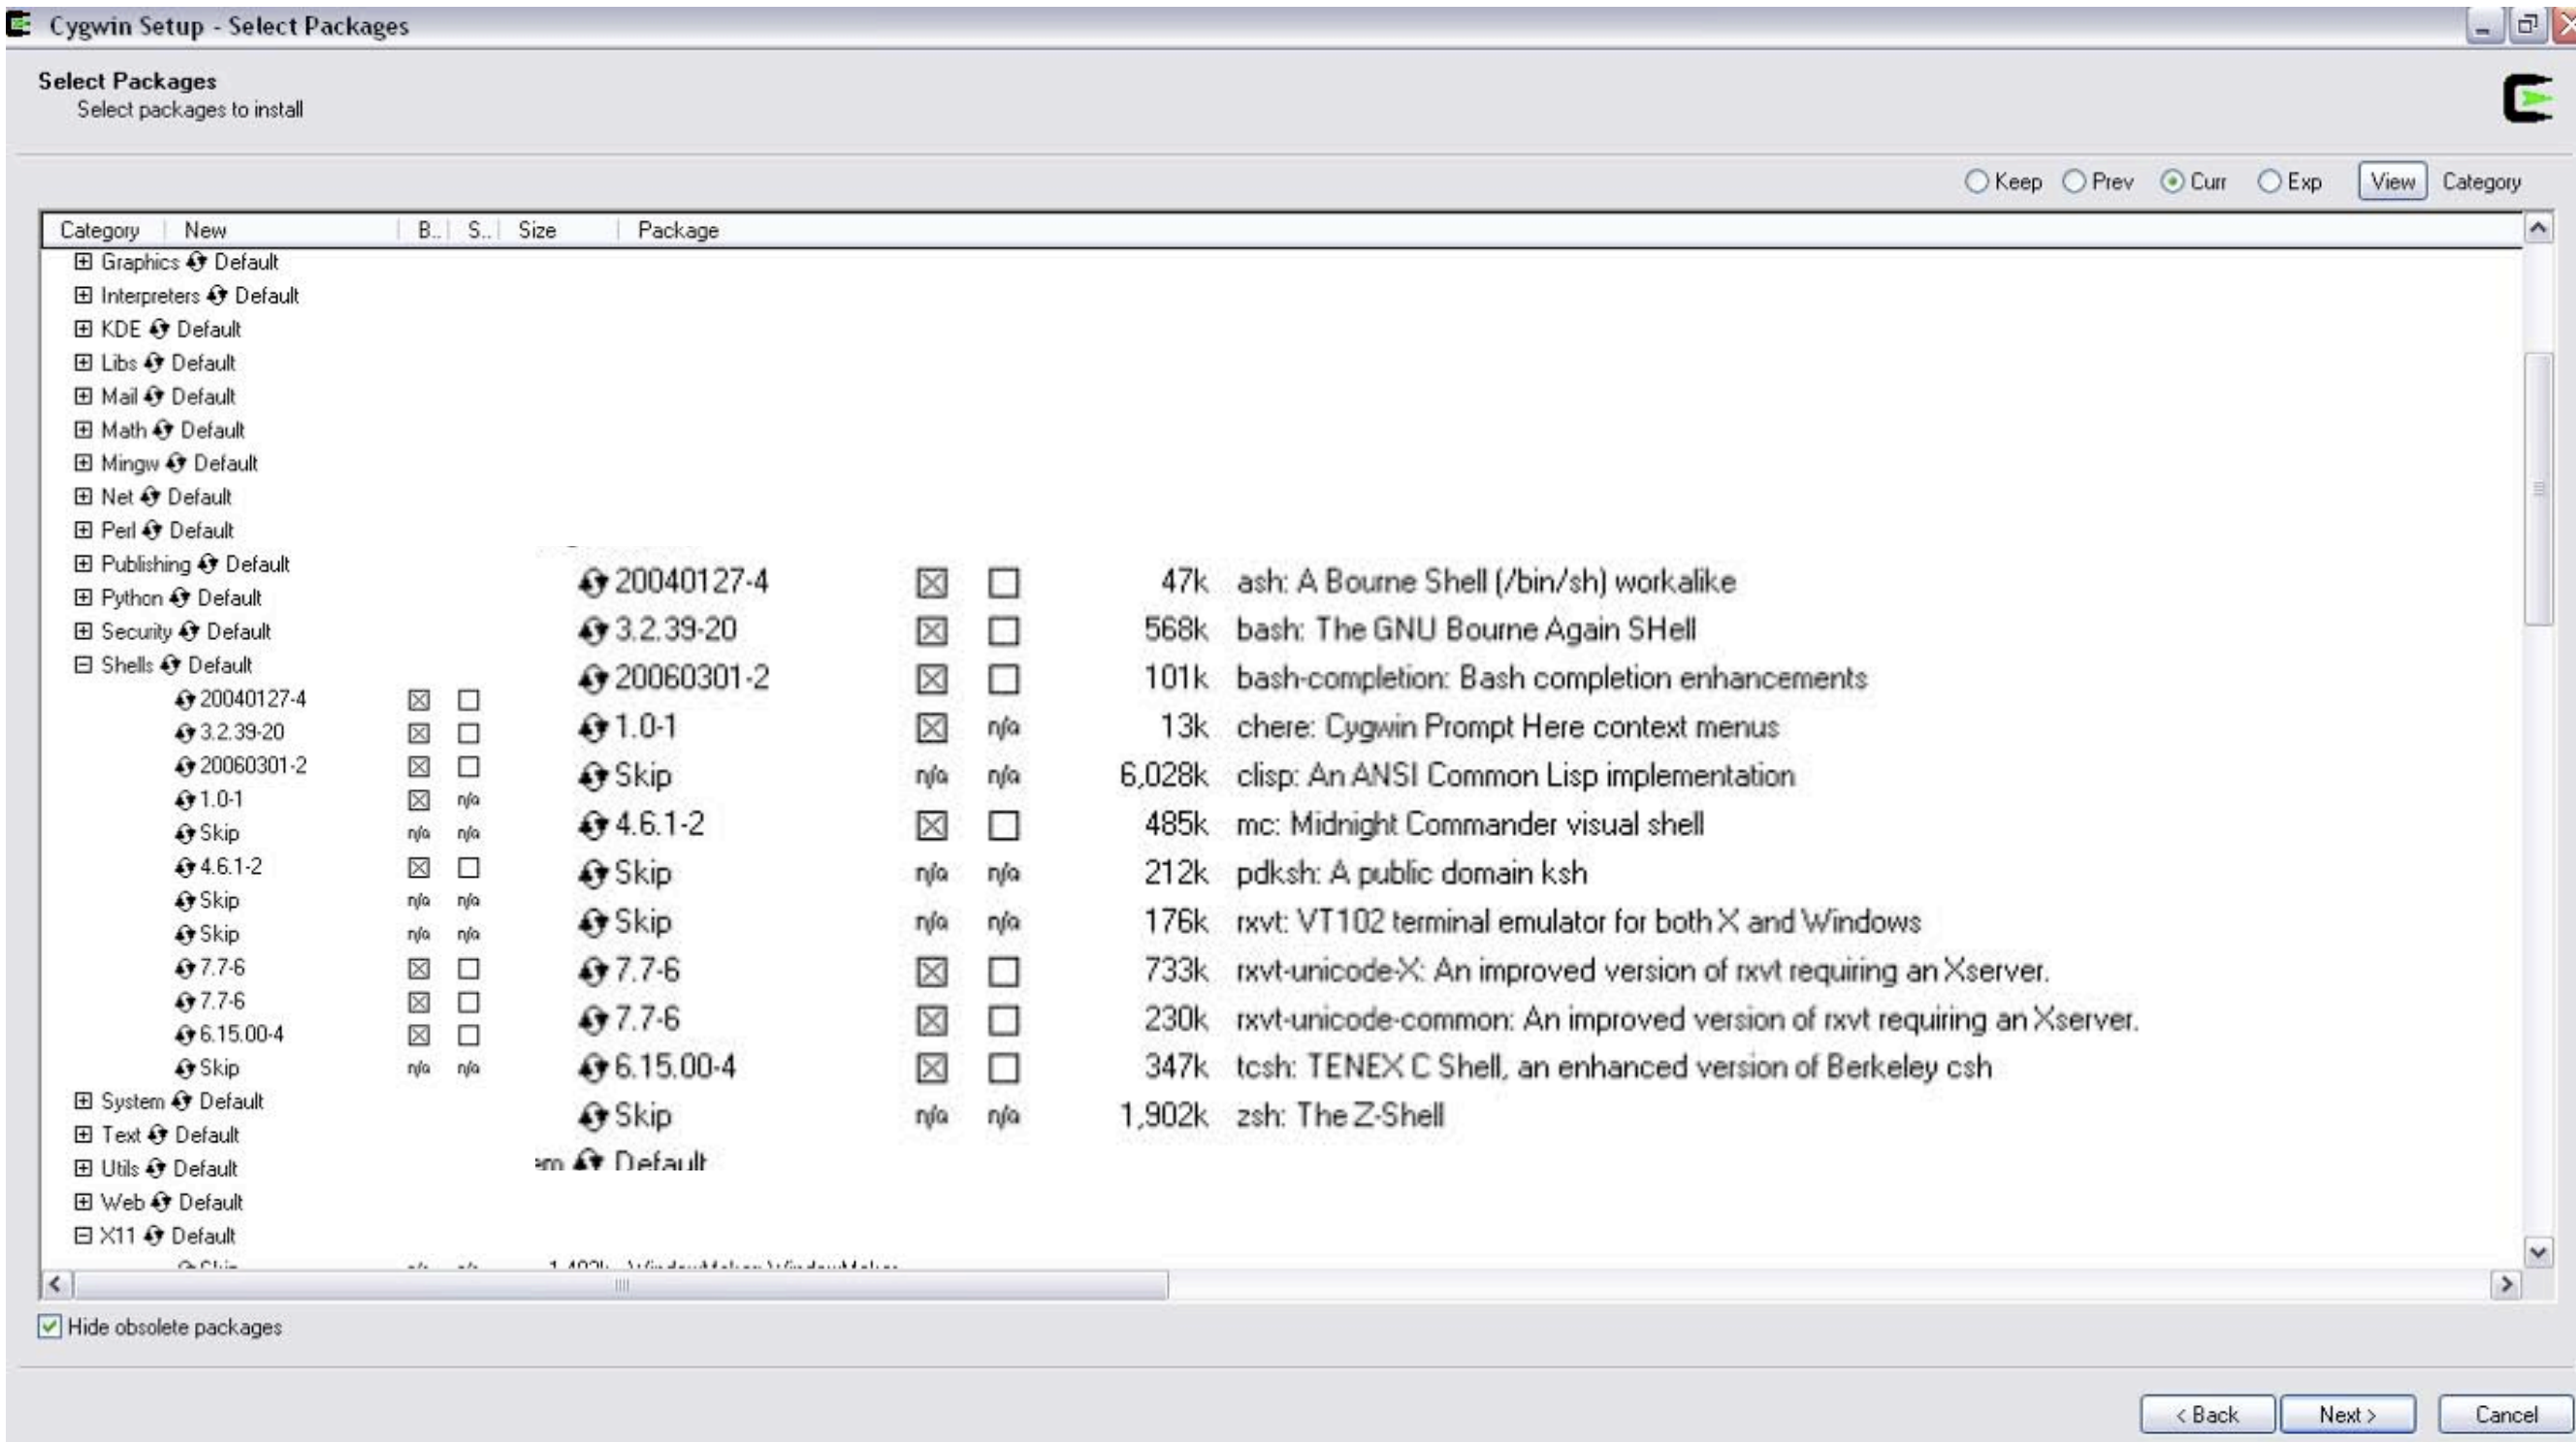 Cygwin Setup - Select Packages
Select Packages
Select packages to install
Keep Prev Curr Exp View Category
Category New B.. S.. Size Package
Graphics Default
Interpreters Default
KDE Default
Libs Default
Mail Default
Math Default
Mingw Default
Net Default
Perl Default
Publishing Default
Python Default
Security Default
Shells Default
20040127-4
3.2.39-20
20060301-2
1.0-1 n/a
Skip n/a n/a
4.6.1-2
Skip n/a n/a
Skip n/a n/a
7.7-6
7.7-6
6.15.00-4
Skip n/a n/a
20040127-4 47k ash: A Bourne Shell (/bin/sh) workalike
3.2.39-20 568k bash: The GNU Bourne Again SHell
20060301-2 101k bash-completion: Bash completion enhancements
1.0-1 n/a 13k chere: Cygwin Prompt Here context menus
Skip n/a n/a 6,028k clisp: An ANSI Common Lisp implementation
4.6.1-2 485k mc: Midnight Commander visual shell
Skip n/a n/a 212k pdksh: A public domain ksh
Skip n/a n/a 176k rxvt: VT102 terminal emulator for both X and Windows
7.7-6 733k rxvt-unicode-X: An improved version of rxvt requiring an Xserver.
7.7-6 230k rxvt-unicode-common: An improved version of rxvt requiring an Xserver.
6.15.00-4 347k tcsh: TENEX C Shell, an enhanced version of Berkeley csh
Skip n/a n/a 1,902k zsh: The Z-Shell
em Default
System Default
Text Default
Utils Default
Web Default
X11 Default
Hide obsolete packages
< Back Next > Cancel